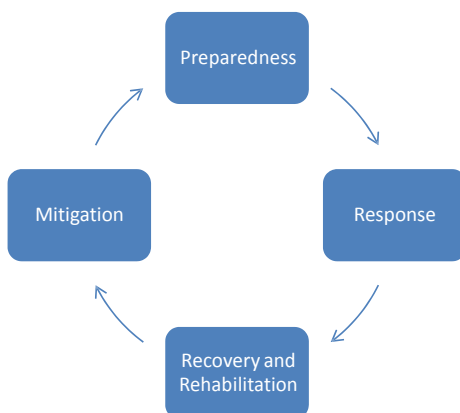 Preparedness
Mitigation
Response
Recovery and
Rehabilitation